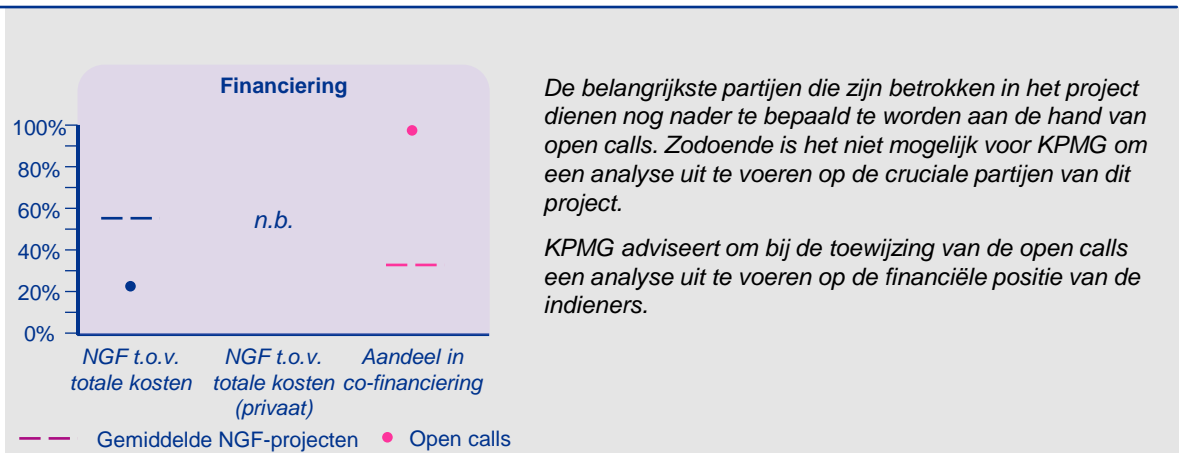 Financiering
100%
80%
60%
40%
20%
0%
n.b.
NGF t.o.v.
totale kosten
NGF t.o.v.
totale kosten
(privaat)
Aandeel in
co-financiering
Gemiddelde NGF-projecten
Open calls
De belangrijkste partijen die zijn betrokken in het project
dienen nog nader te bepaald te worden aan de hand van
open calls. Zodoende is het niet mogelijk voor KPMG om
een analyse uit te voeren op de cruciale partijen van dit
project.
KPMG adviseert om bij de toewijzing van de open calls
een analyse uit te voeren op de financiële positie van de
indieners.